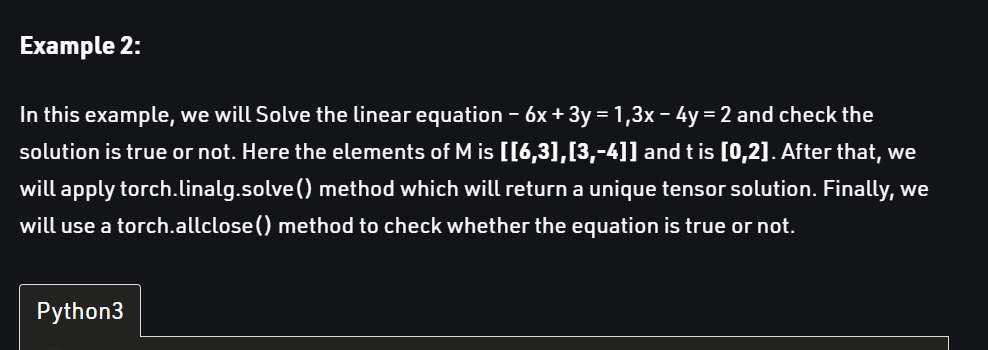 Example 2:
In this example, we will Solve the linear equation – 6x + 3y = 1,3x – 4y = 2 and check the
solution is true or not. Here the elements of M is [[6,3],[3,-4]] and t is [0,2]. After that, we
will apply torch.linalg.solve() method which will return a unique tensor solution. Finally, we
will use a torch.allclose() method to check whether the equation is true or not.
Python3